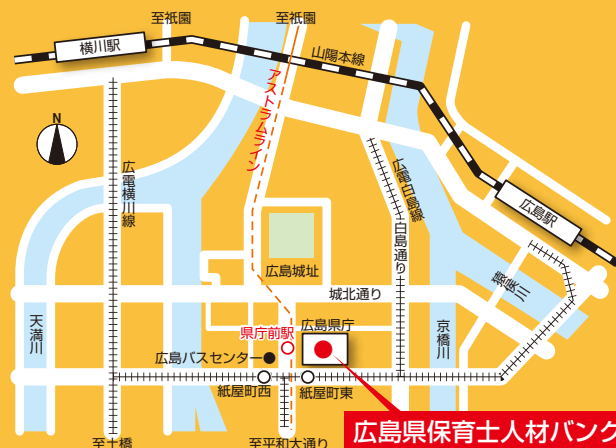 至祇園
至祇園
横川駅
山陽本線
アストラムライン
N
広電横川線
広電白島線
白島通り
広島駅
広島城址
猿猴川
城北通り
天満川
京橋川
県庁前駅
広島県庁
広島バスセンター
紙屋町西
紙屋町東
広島県保育士人材バンク
至十橋
至平和大通り